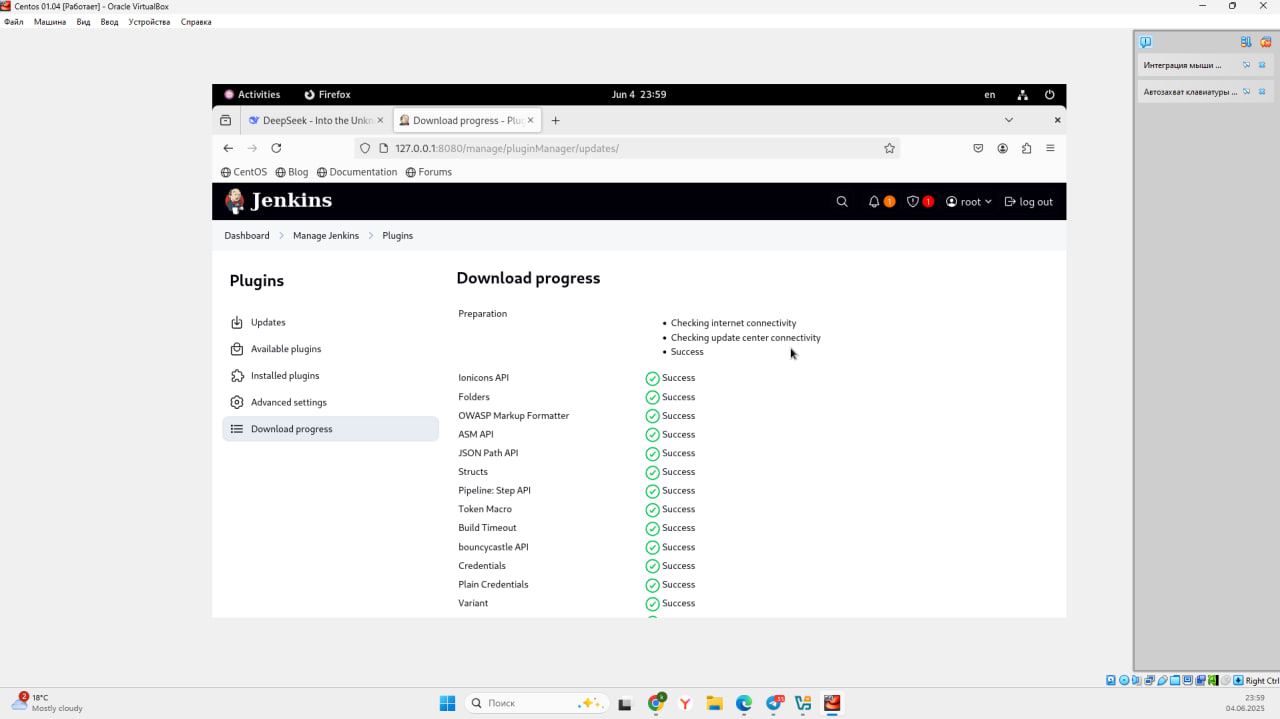 Centos 01.04 [Работает] - Oracle VirtualBox
Файл Машина Вид Ввод Устройства Справка
Интеграция мыши ...
Автозахват клавиатуры ...
Activities Firefox Jun 4 23:59 en
DeepSeek - Into the Unkn Download progress - Plug
127.0.0.1:8080/manage/pluginManager/updates/
CentOS Blog Documentation Forums
Jenkins 1 1 root log out
Dashboard Manage Jenkins Plugins
Plugins
Updates
Available plugins
Installed plugins
Advanced settings
Download progress
Download progress
Preparation
Checking internet connectivity
Checking update center connectivity
Success
Ionicons API Success
Folders Success
OWASP Markup Formatter Success
ASM API Success
JSON Path API Success
Structs Success
Pipeline: Step API Success
Token Macro Success
Build Timeout Success
bouncycastle API Success
Credentials Success
Plain Credentials Success
Variant Success
Right Ctrl
2 18°C
Mostly cloudy
Поиск
23:59
04.06.2025